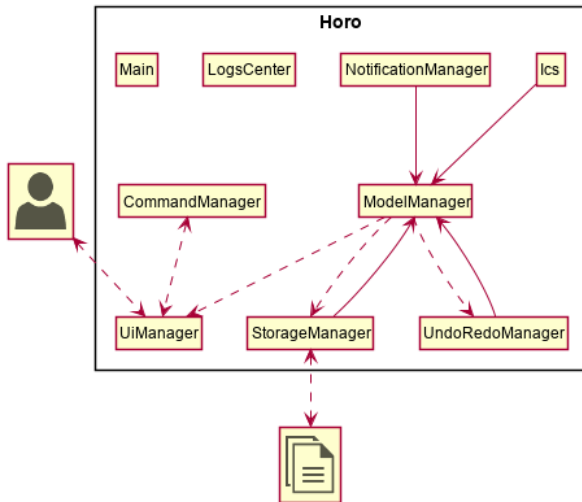 Horo
Main
LogsCenter
NotificationManager
Ics
CommandManager
ModelManager
UiManager
StorageManager
UndoRedoManager